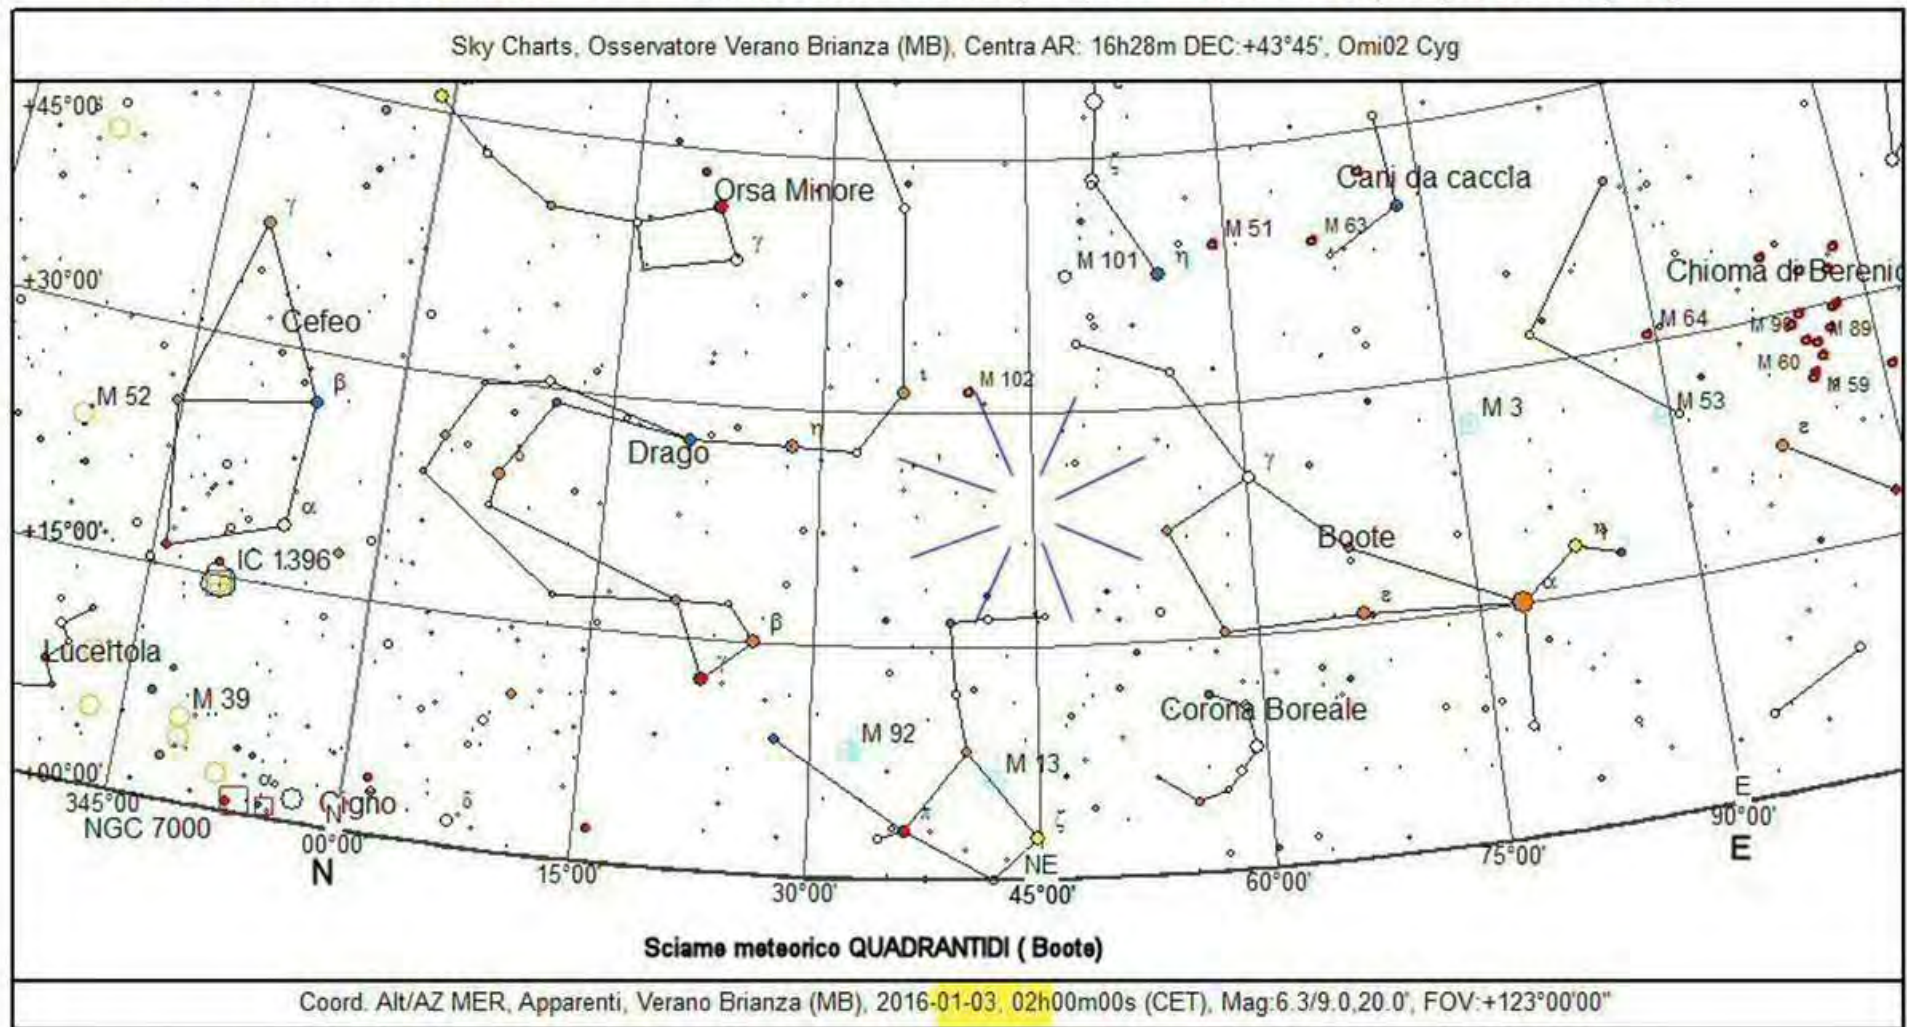 Sky Charts, Osservatore Verano Brianza (MB), Centra AR: 16h28m DEC:+43°45', Omi02 Cyg
+45°00'
Orsa Minore
Cani da caccia
γ
γ
ζ
M 51
M 63
M 101
η
+30°00'
Chioma di Berenic
Cefeo
M 64
M 89
M 60
M 59
β
M 52
ι
M 102
M 3
M 53
Drago
η
γ
ε
α
+15°00'
Boote
η
IC 1396
α
ε
β
γ
Lucertola
M 39
Corona Boreale
M 92
M 13
+00°00'
α
Cigno
N
δ
π
ζ
E
345°00'
NGC 7000
00°00'
N
15°00'
30°00'
NE
45°00'
60°00'
75°00'
90°00'
E
Sciame meteorico QUADRANTIDI ( Boote)
Coord. Alt/AZ MER, Apparenti, Verano Brianza (MB), 2016-01-03, 02h00m00s (CET), Mag:6.3/9.0,20.0', FOV:+123°00'00"